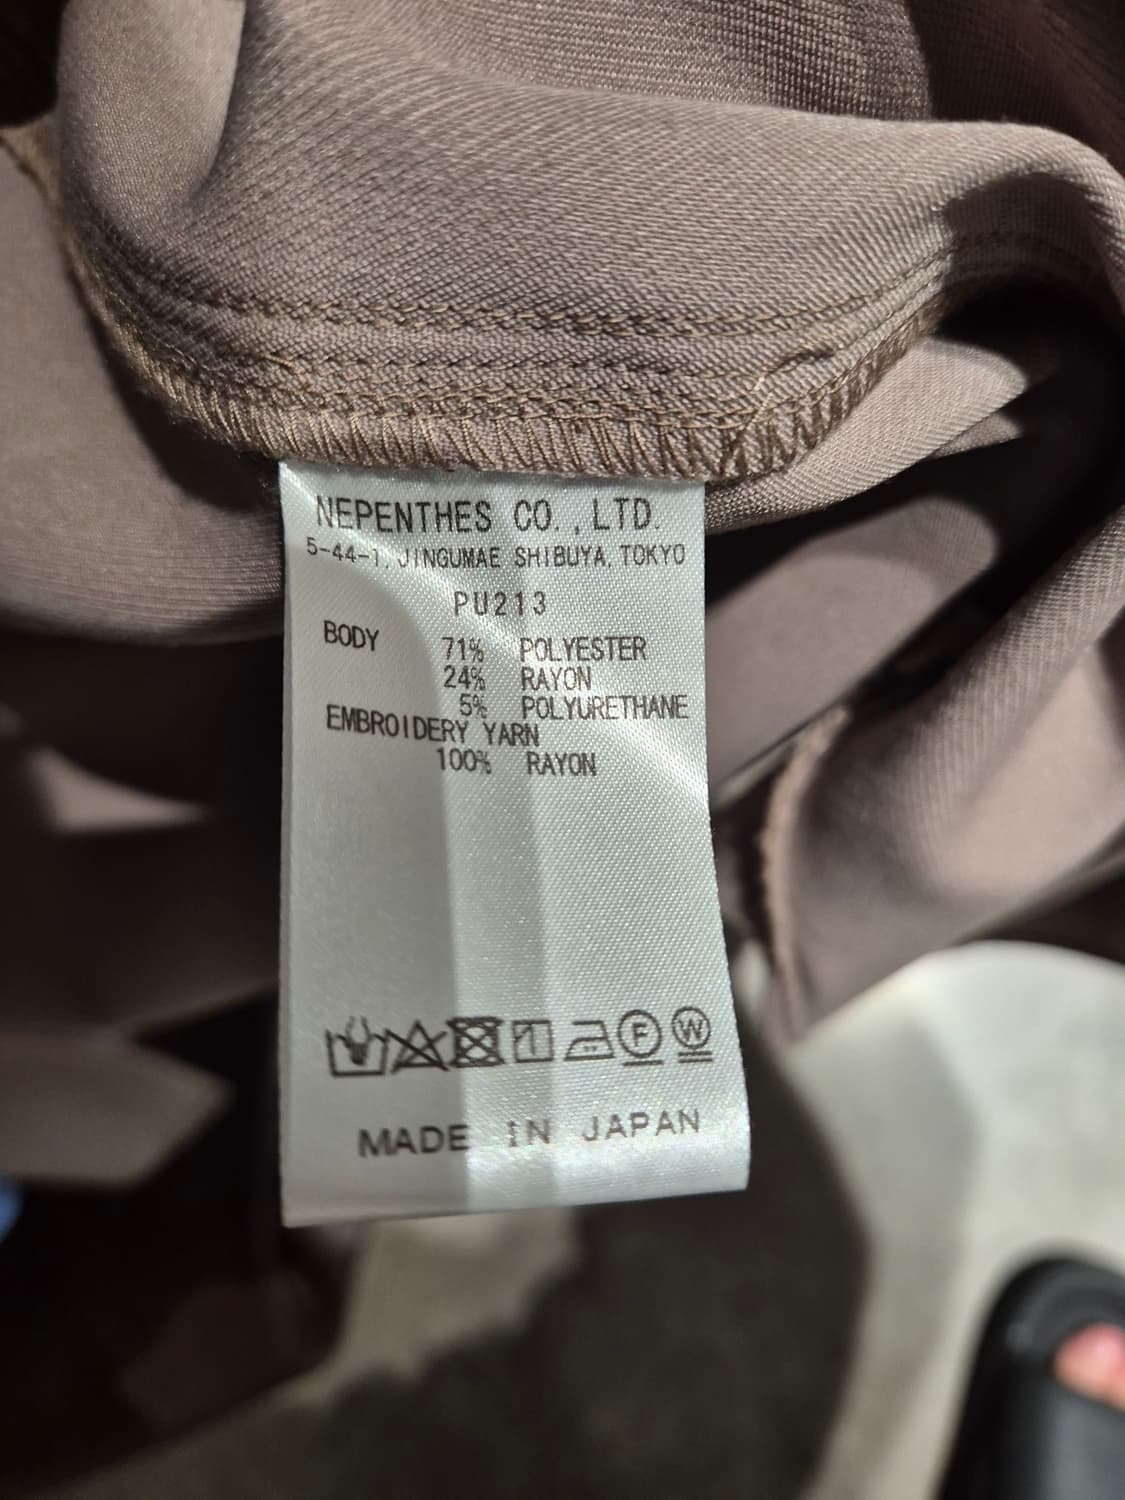 NEPENTHES CO.,LTD.
5-44-1, JINGUMAE SHIBUYA, TOKYO
PU213
BODY 71% POLYESTER
24% RAYON
5% POLYURETHANE
EMBROIDERY YARN
100% RAYON
F W
MADE IN JAPAN